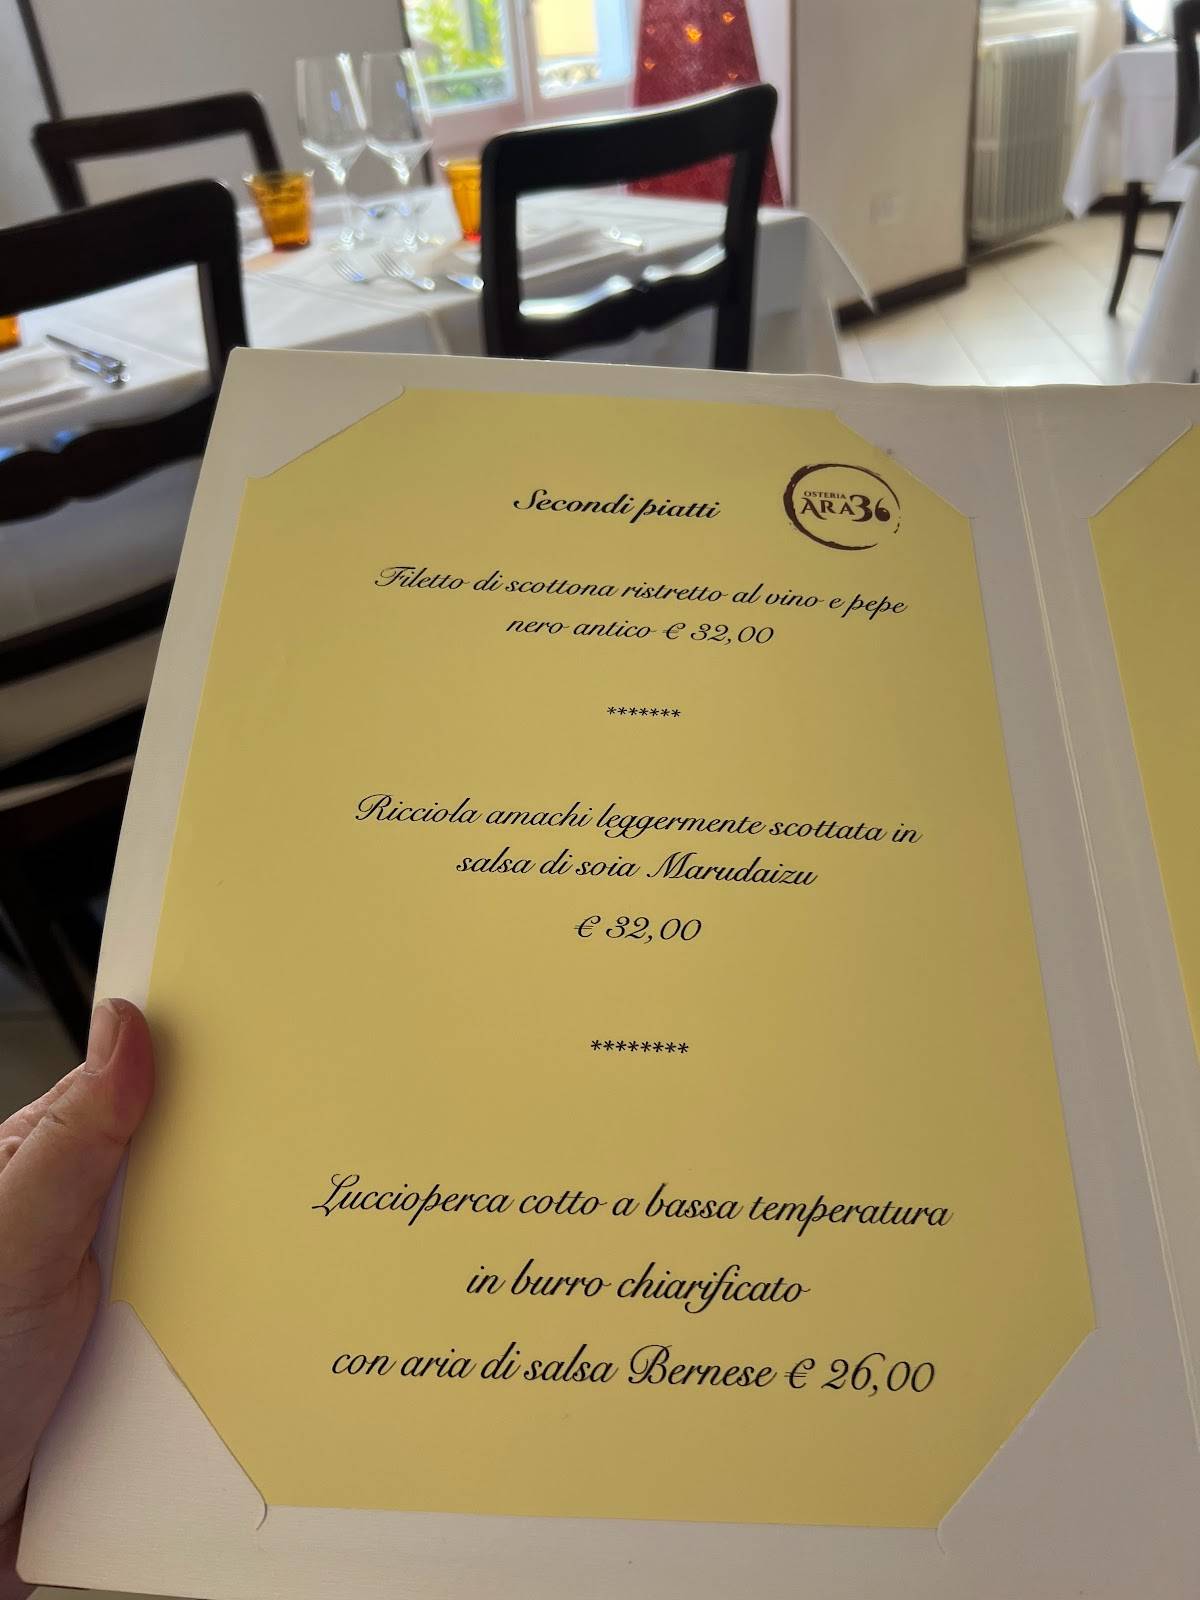 Secondi piatti
OSTERIA
ARA36
Filetto di scottona ristretto al vino e pepe
nero antico € 32,00
*******
Ricciola amachi leggermente scottata in
salsa di soia Marudaizu
€ 32,00
********
Luccioperca cotto a bassa temperatura
in burro chiarificato
con aria di salsa Bernese € 26,00